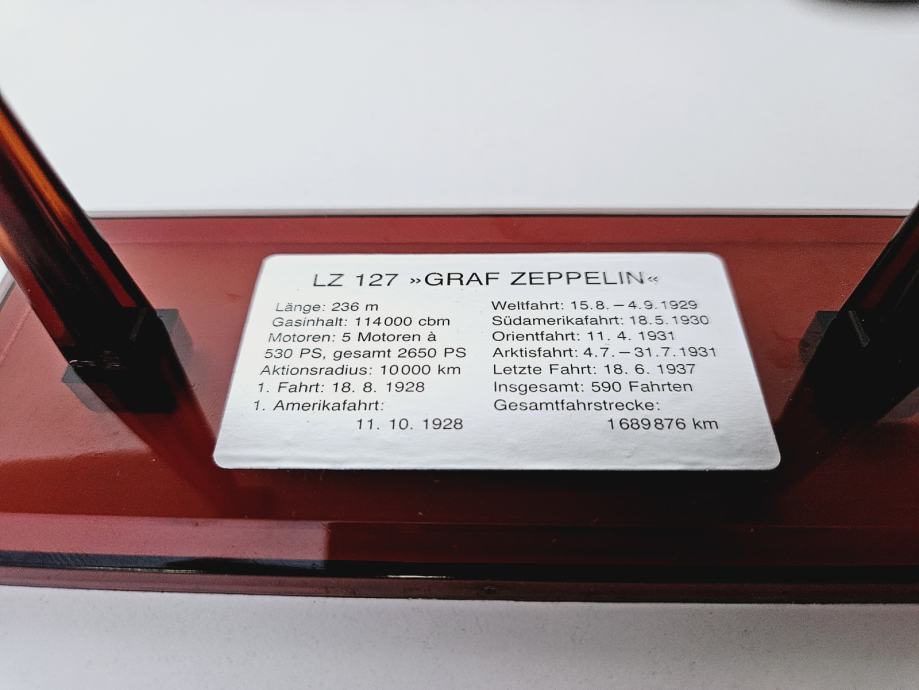 LZ 127 »GRAF ZEPPELIN«
Länge: 236 m
Gasinhalt: 114000 cbm
Motoren: 5 Motoren à
530 PS, gesamt 2650 PS
Aktionsradius: 10000 km
1. Fahrt: 18. 8. 1928
1. Amerikafahrt:
11. 10. 1928
Weltfahrt: 15.8. – 4.9. 1929
Südamerikafahrt: 18.5. 1930
Orientfahrt: 11. 4. 1931
Arktisfahrt: 4.7. – 31.7. 1931
Letzte Fahrt: 18. 6. 1937
Insgesamt: 590 Fahrten
Gesamtfahrstrecke:
1689876 km